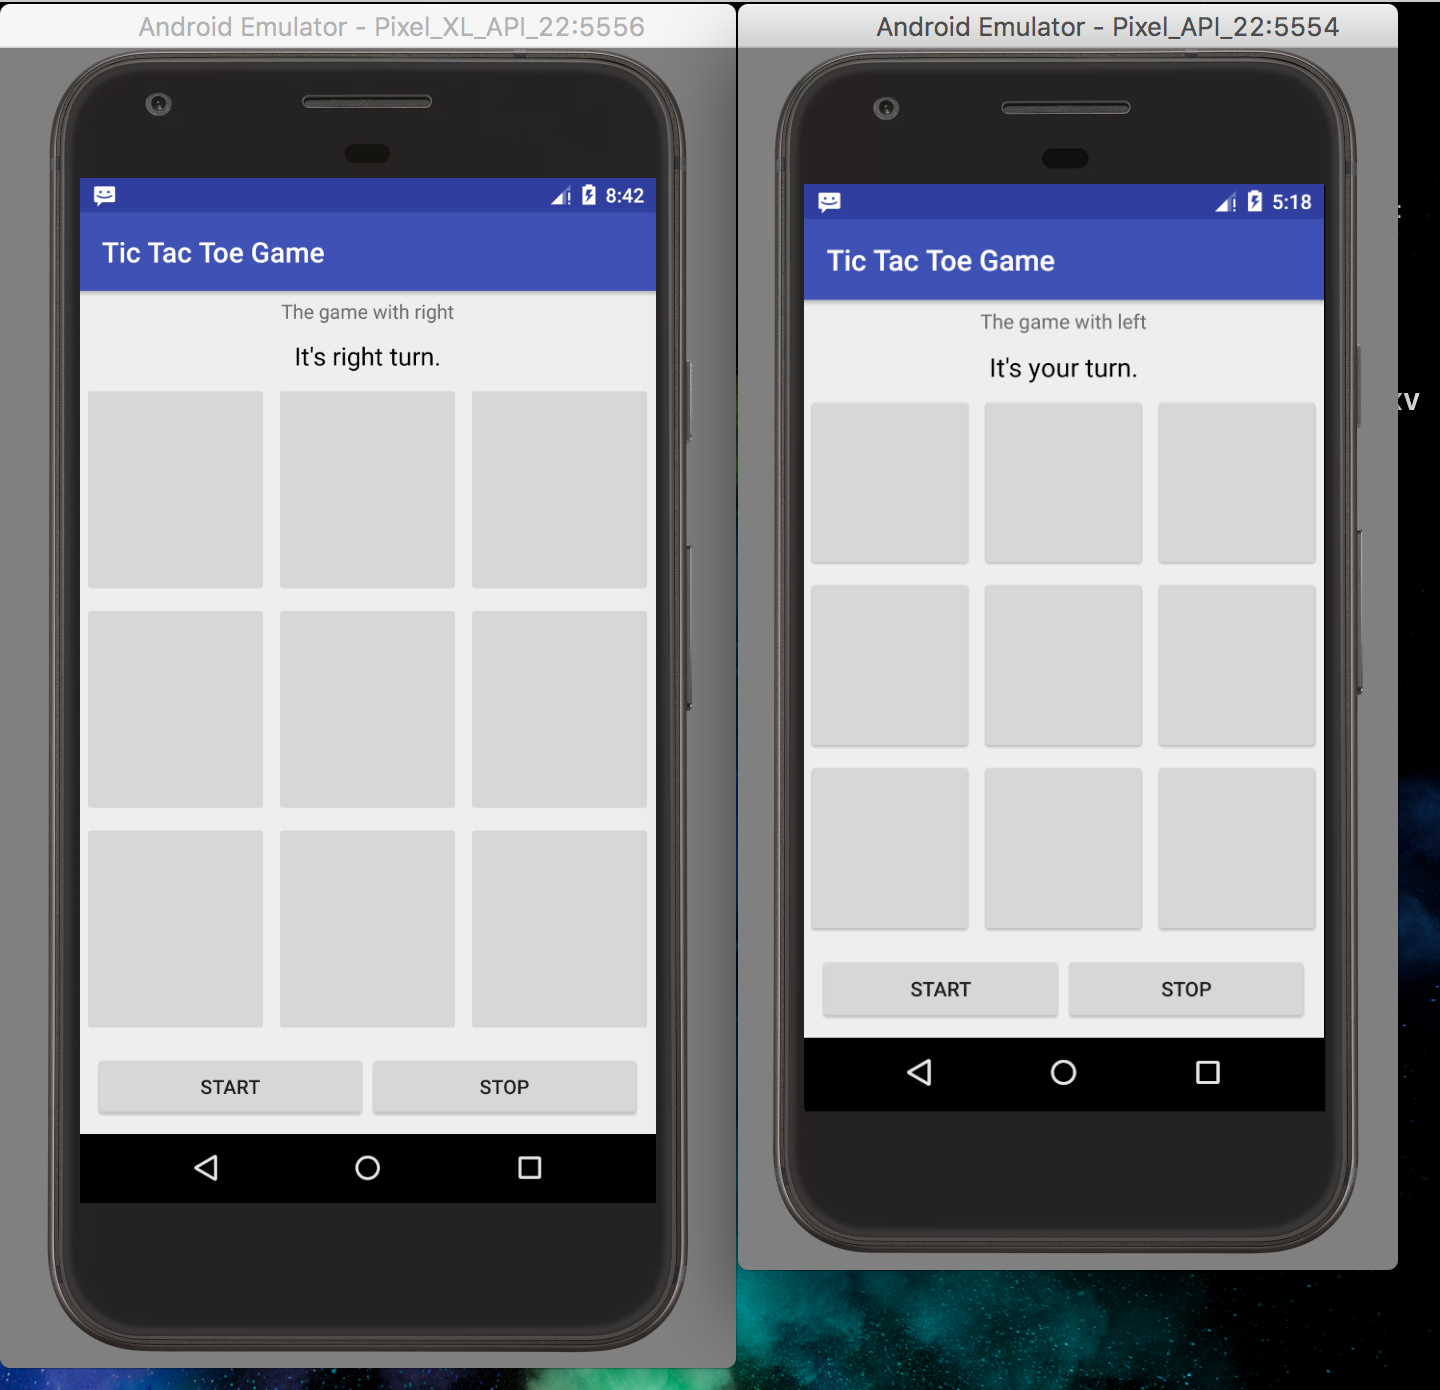 Android Emulator - Pixel_XL_API_22:5556
8:42
Tic Tac Toe Game
The game with right
It's right turn.
START STOP
Android Emulator - Pixel_API_22:5554
5:18
Tic Tac Toe Game
The game with left
It's your turn.
START STOP